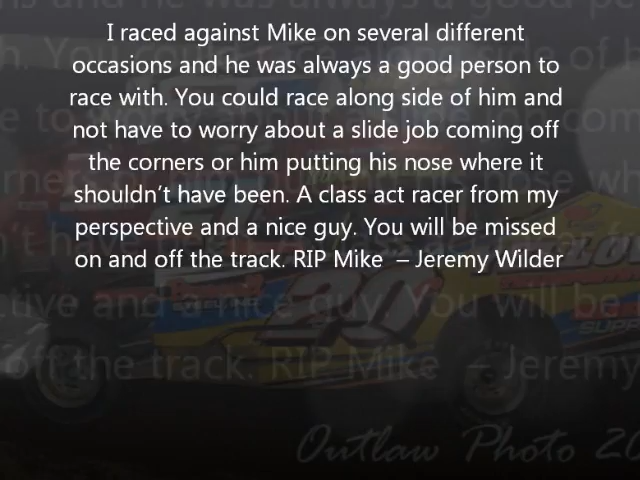 I raced against Mike on several different
occasions and he was always a good person to
race with. You could race along side of him and
not have to worry about a slide job coming off
the corners or him putting his nose where it
shouldn't have been. A class act racer from my
perspective and a nice guy. You will be missed
on and off the track. RIP Mike – Jeremy Wilder
20
Outlaw Photo 20